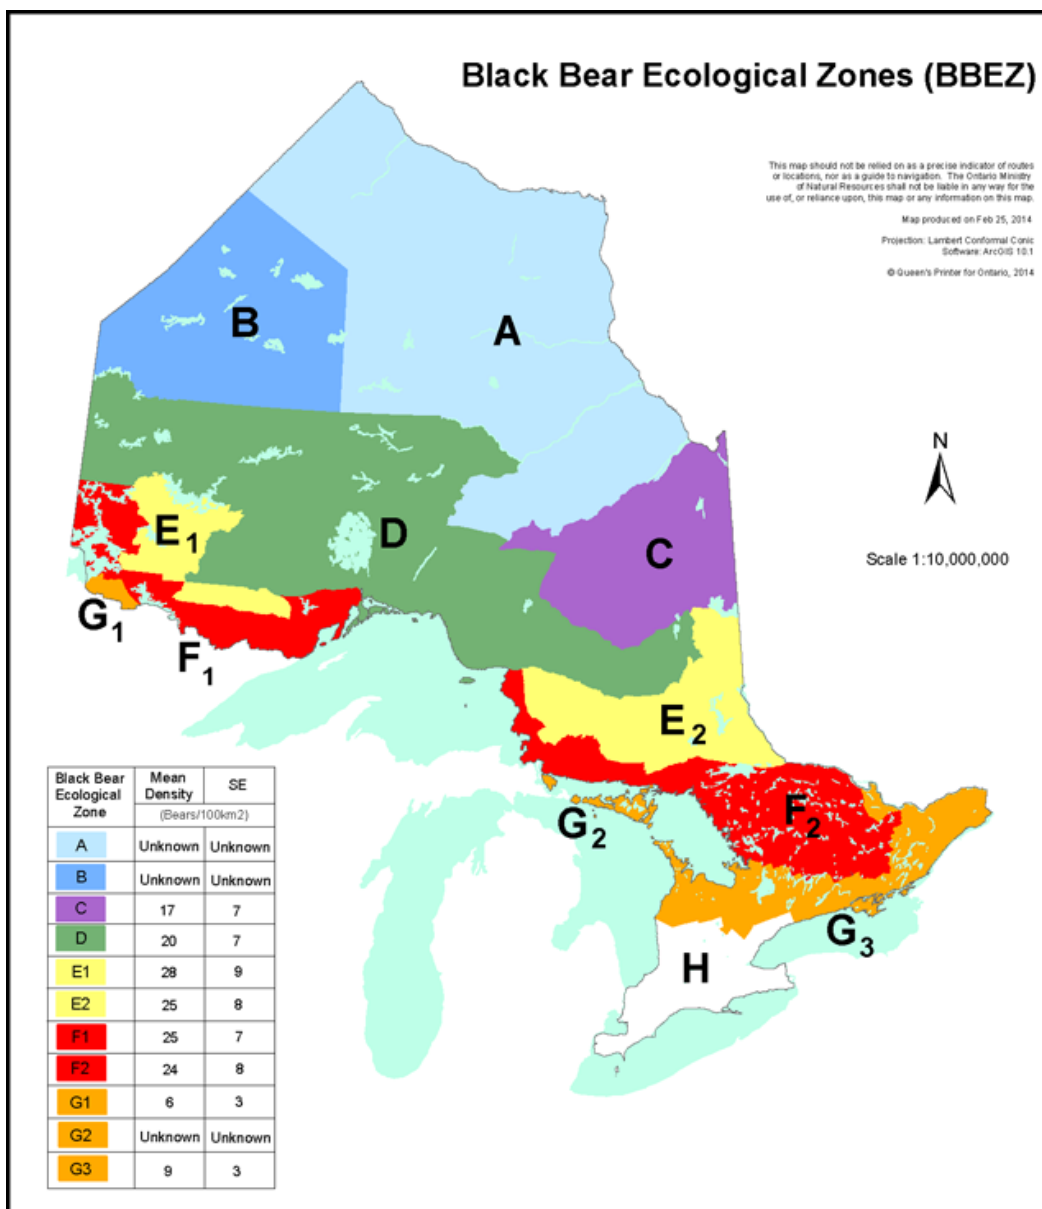 Black Bear Ecological Zones (BBEZ)
This map should not be relied on as a precise indicator of routes
or locations, nor as a guide to navigation. The Ontario Ministry
of Natural Resources shall not be liable in any way for the
use of, or reliance upon, this map or any information on this map.
Map produced on Feb 25, 2014
Projection: Lambert Conformal Conic
Software: ArcGIS 10.1
© Queen's Printer for Ontario, 2014
B
A
N
E1
D
C
Scale 1:10,000,000
G1
F1
E2
F2
G2
G3
H
Black Bear Ecological Zone Mean Density SE
(Bears/100km2)
A Unknown Unknown
B Unknown Unknown
C 17 7
D 20 7
E1 28 9
E2 25 8
F1 25 7
F2 24 8
G1 6 3
G2 Unknown Unknown
G3 9 3